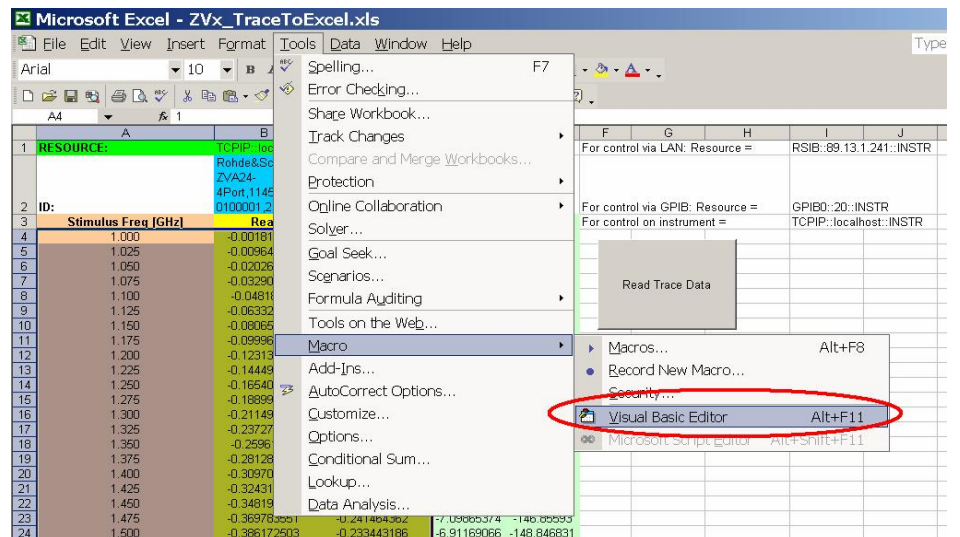 Microsoft Excel - ZVx_TraceToExcel.xls
File Edit View Insert Format Tools Data Window Help
Arial 10 B
A4 fx 1
A B F G H I J
1 RESOURCE: TCPIP::loc For control via LAN: Resource = RSIB::89.13.1.241::INSTR
Rohde&Sc
ZVA24-
4Port,1145
2 ID: 0100001,2 For control via GPIB: Resource = GPIB0::20::INSTR
3 Stimulus Freq [GHz] Rea For control on instrument = TCPIP::localhost::INSTR
4 1.000 -0.00181
5 1.025 -0.00964
6 1.050 -0.02026
7 1.075 -0.03290
8 1.100 -0.04818
9 1.125 -0.06332
10 1.150 -0.08065
11 1.175 -0.09996
12 1.200 -0.12313
13 1.225 -0.14449
14 1.250 -0.16540
15 1.275 -0.18899
16 1.300 -0.21149
17 1.325 -0.23727
18 1.350 -0.2596
19 1.375 -0.28128
20 1.400 -0.30970
21 1.425 -0.32431
22 1.450 -0.34819
23 1.475 -0.369783551 -0.241464362 -7.09865374 -146.85593
24 1.500 -0.386172503 -0.233443186 -6.91169066 -148.846831
Spelling... F7
Error Checking...
Share Workbook...
Track Changes
Compare and Merge Workbooks...
Protection
Online Collaboration
Solver...
Goal Seek...
Scenarios...
Formula Auditing
Tools on the Web...
Macro
Add-Ins...
AutoCorrect Options...
Customize...
Options...
Conditional Sum...
Lookup...
Data Analysis...
Read Trace Data
Macros... Alt+F8
Record New Macro...
Security...
Visual Basic Editor Alt+F11
Microsoft Script Editor Alt+Shift+F11
Type